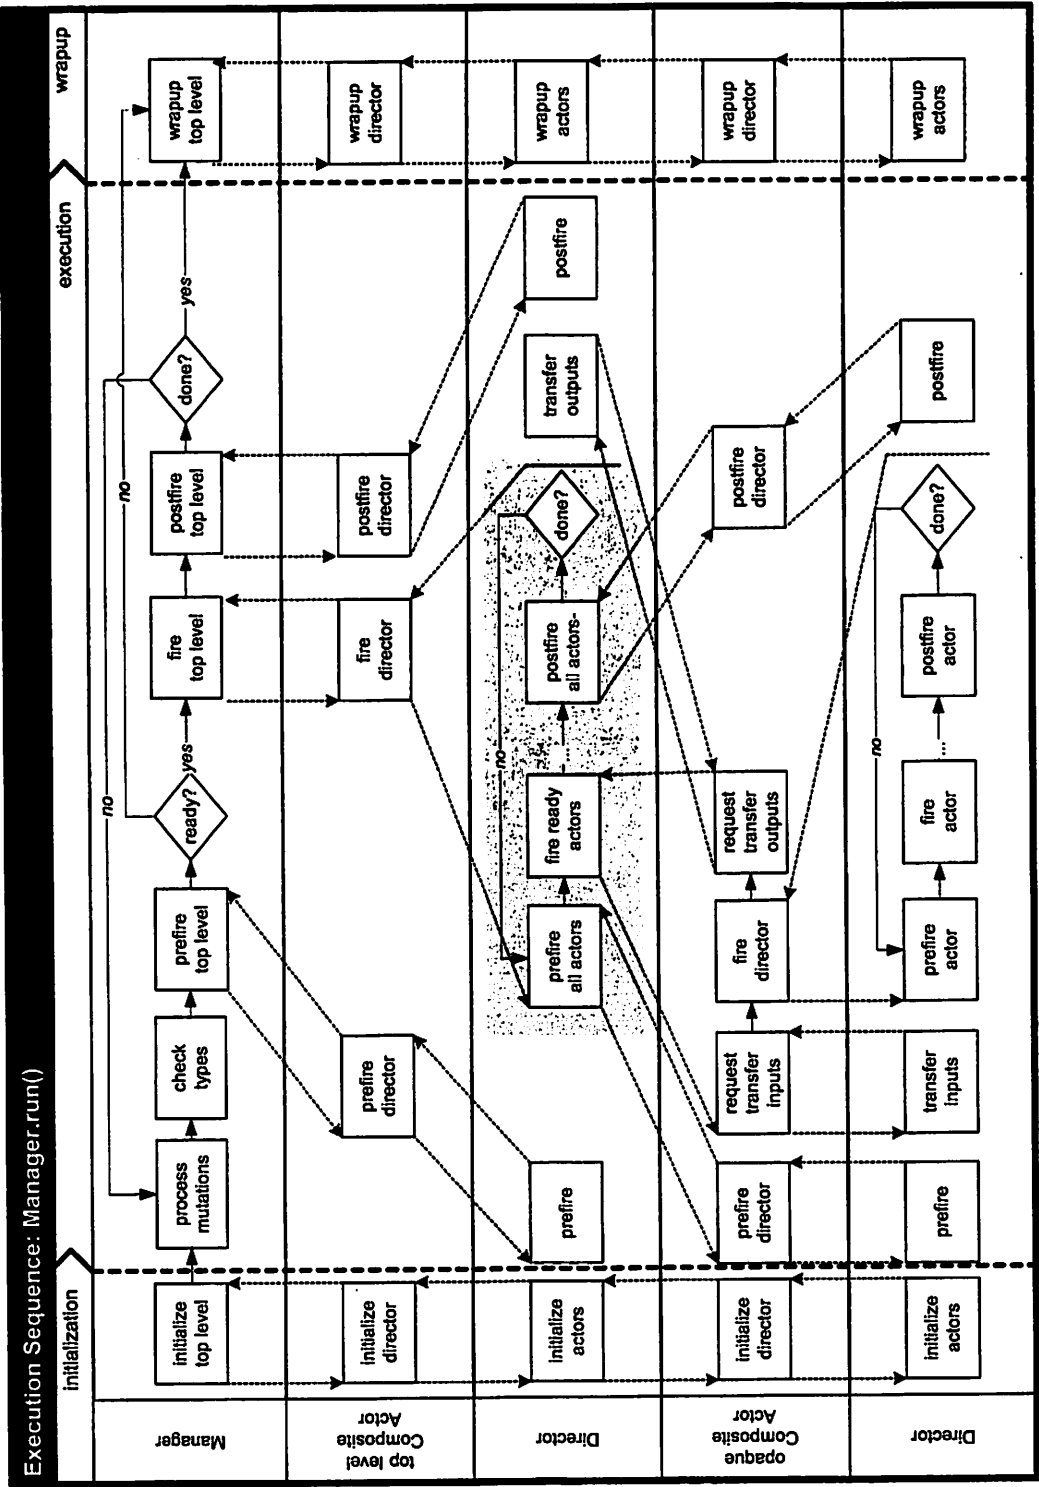 Execution Sequence: Manager.run()
initialization
execution
wrapup
Manager
initialize
top level
process
mutations
check
types
prefire
top level
ready?
yes
no
fire
top level
postfire
top level
done?
yes
no
wrapup
top level
top level
Composite
Actor
initialize
director
prefire
director
fire
director
postfire
director
wrapup
director
Director
initialize
actors
prefire
prefire
all actors
fire ready
actors
....
postfire
all actors-
done?
no
transfer
outputs
postfire
wrapup
actors
opaque
Composite
Actor
initialize
director
prefire
director
request
transfer
inputs
fire
director
request
transfer
outputs
postfire
director
wrapup
director
Director
initialize
actors
prefire
transfer
inputs
prefire
actor
fire
actor
....
postfire
actor
done?
no
postfire
wrapup
actors